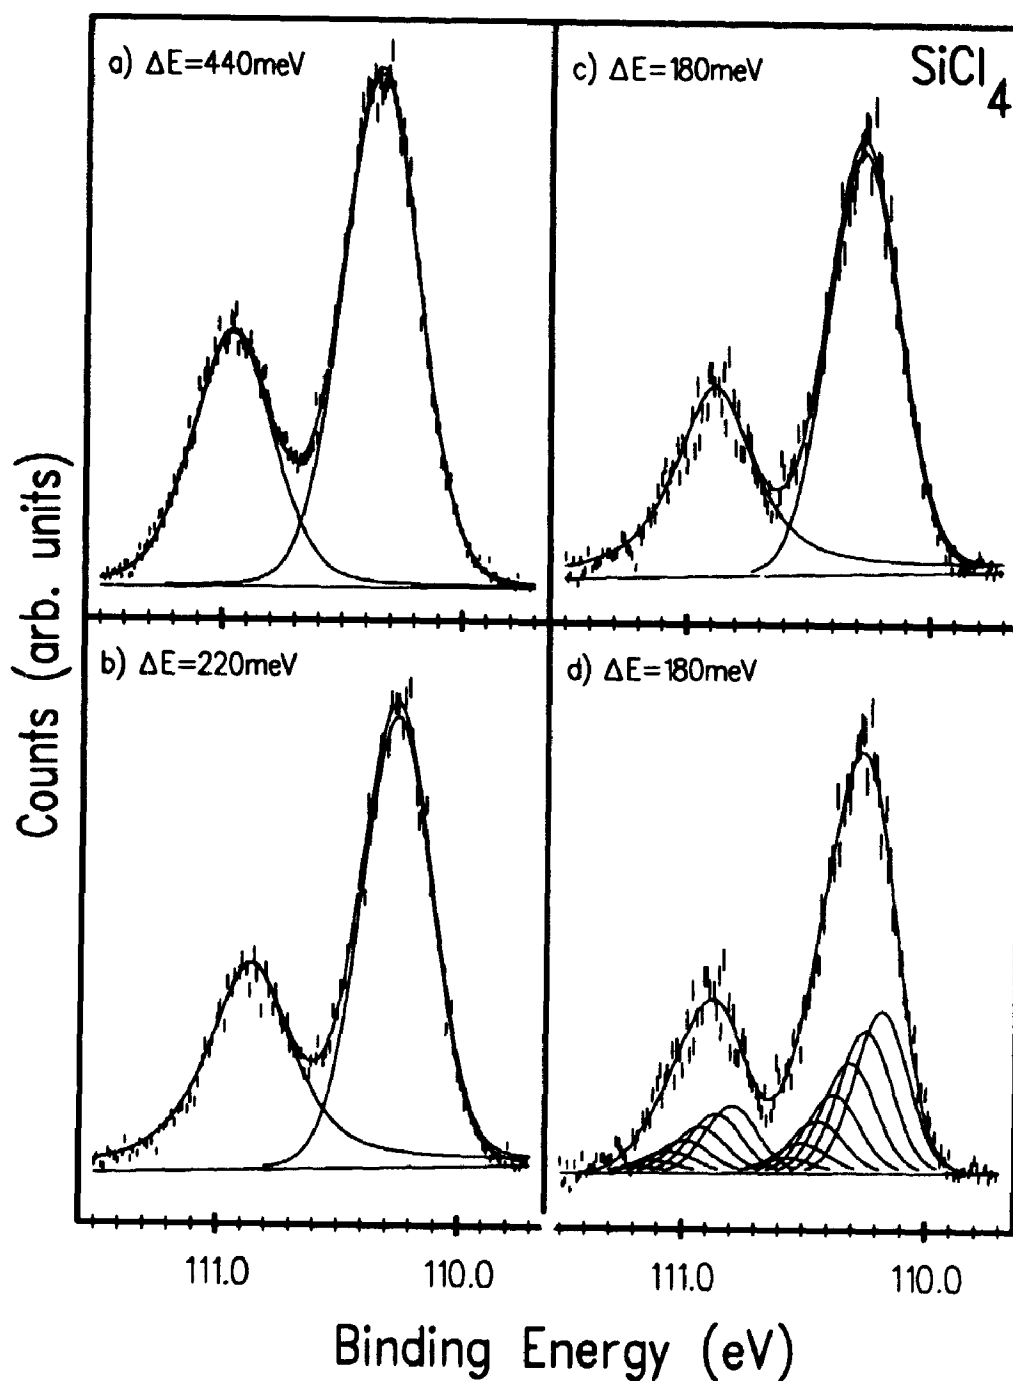 a) ΔE=440meV
c) ΔE=180meV
SiCl4
b) ΔE=220meV
d) ΔE=180meV
Counts (arb. units)
111.0
110.0
111.0
110.0
Binding Energy (eV)